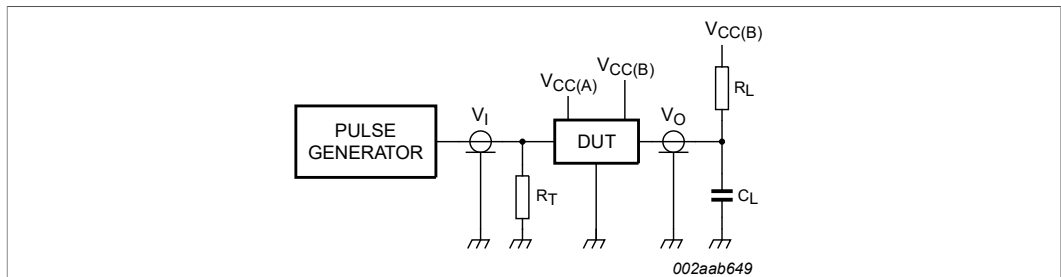 VCC(B)
VCC(B)
VCC(A)
RL
VI
VO
PULSE
GENERATOR
DUT
RT
CL
002aab649